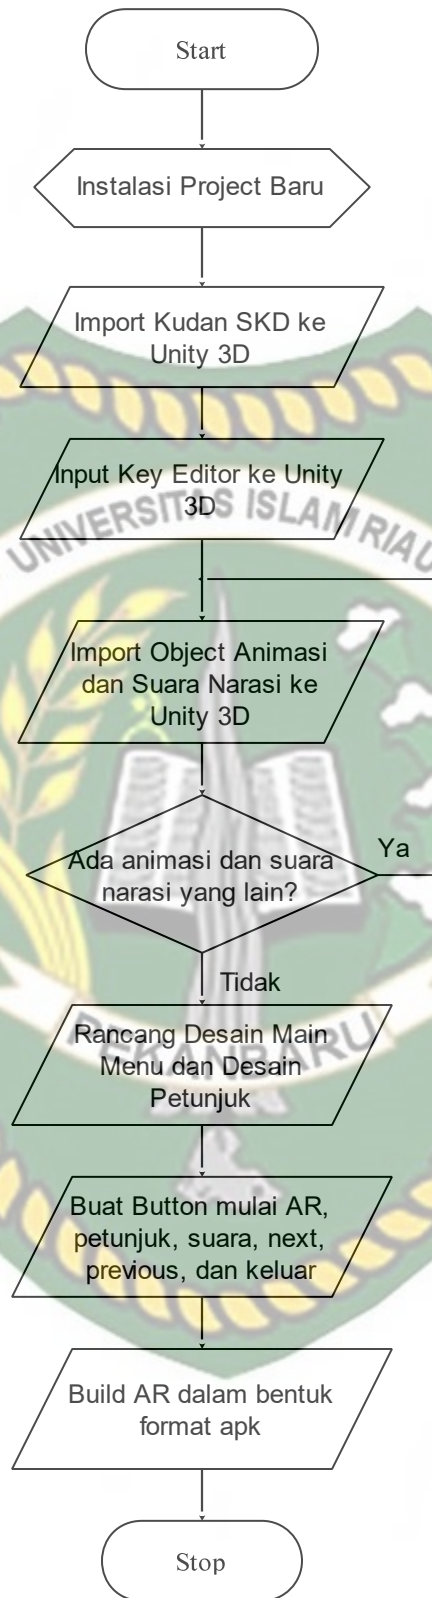 Start
Instalasi Project Baru
Import Kudan SKD ke
Unity 3D
Input Key Editor ke Unity
3D
UNIVERSITAS ISLAM RIAU
Import Object Animasi
dan Suara Narasi ke
Unity 3D
Ada animasi dan suara
narasi yang lain?
Ya
Tidak
Rancang Desain Main
Menu dan Desain
Petunjuk
PEKANBARU
Buat Button mulai AR,
petunjuk, suara, next,
previous, dan keluar
Build AR dalam bentuk
format apk
Stop